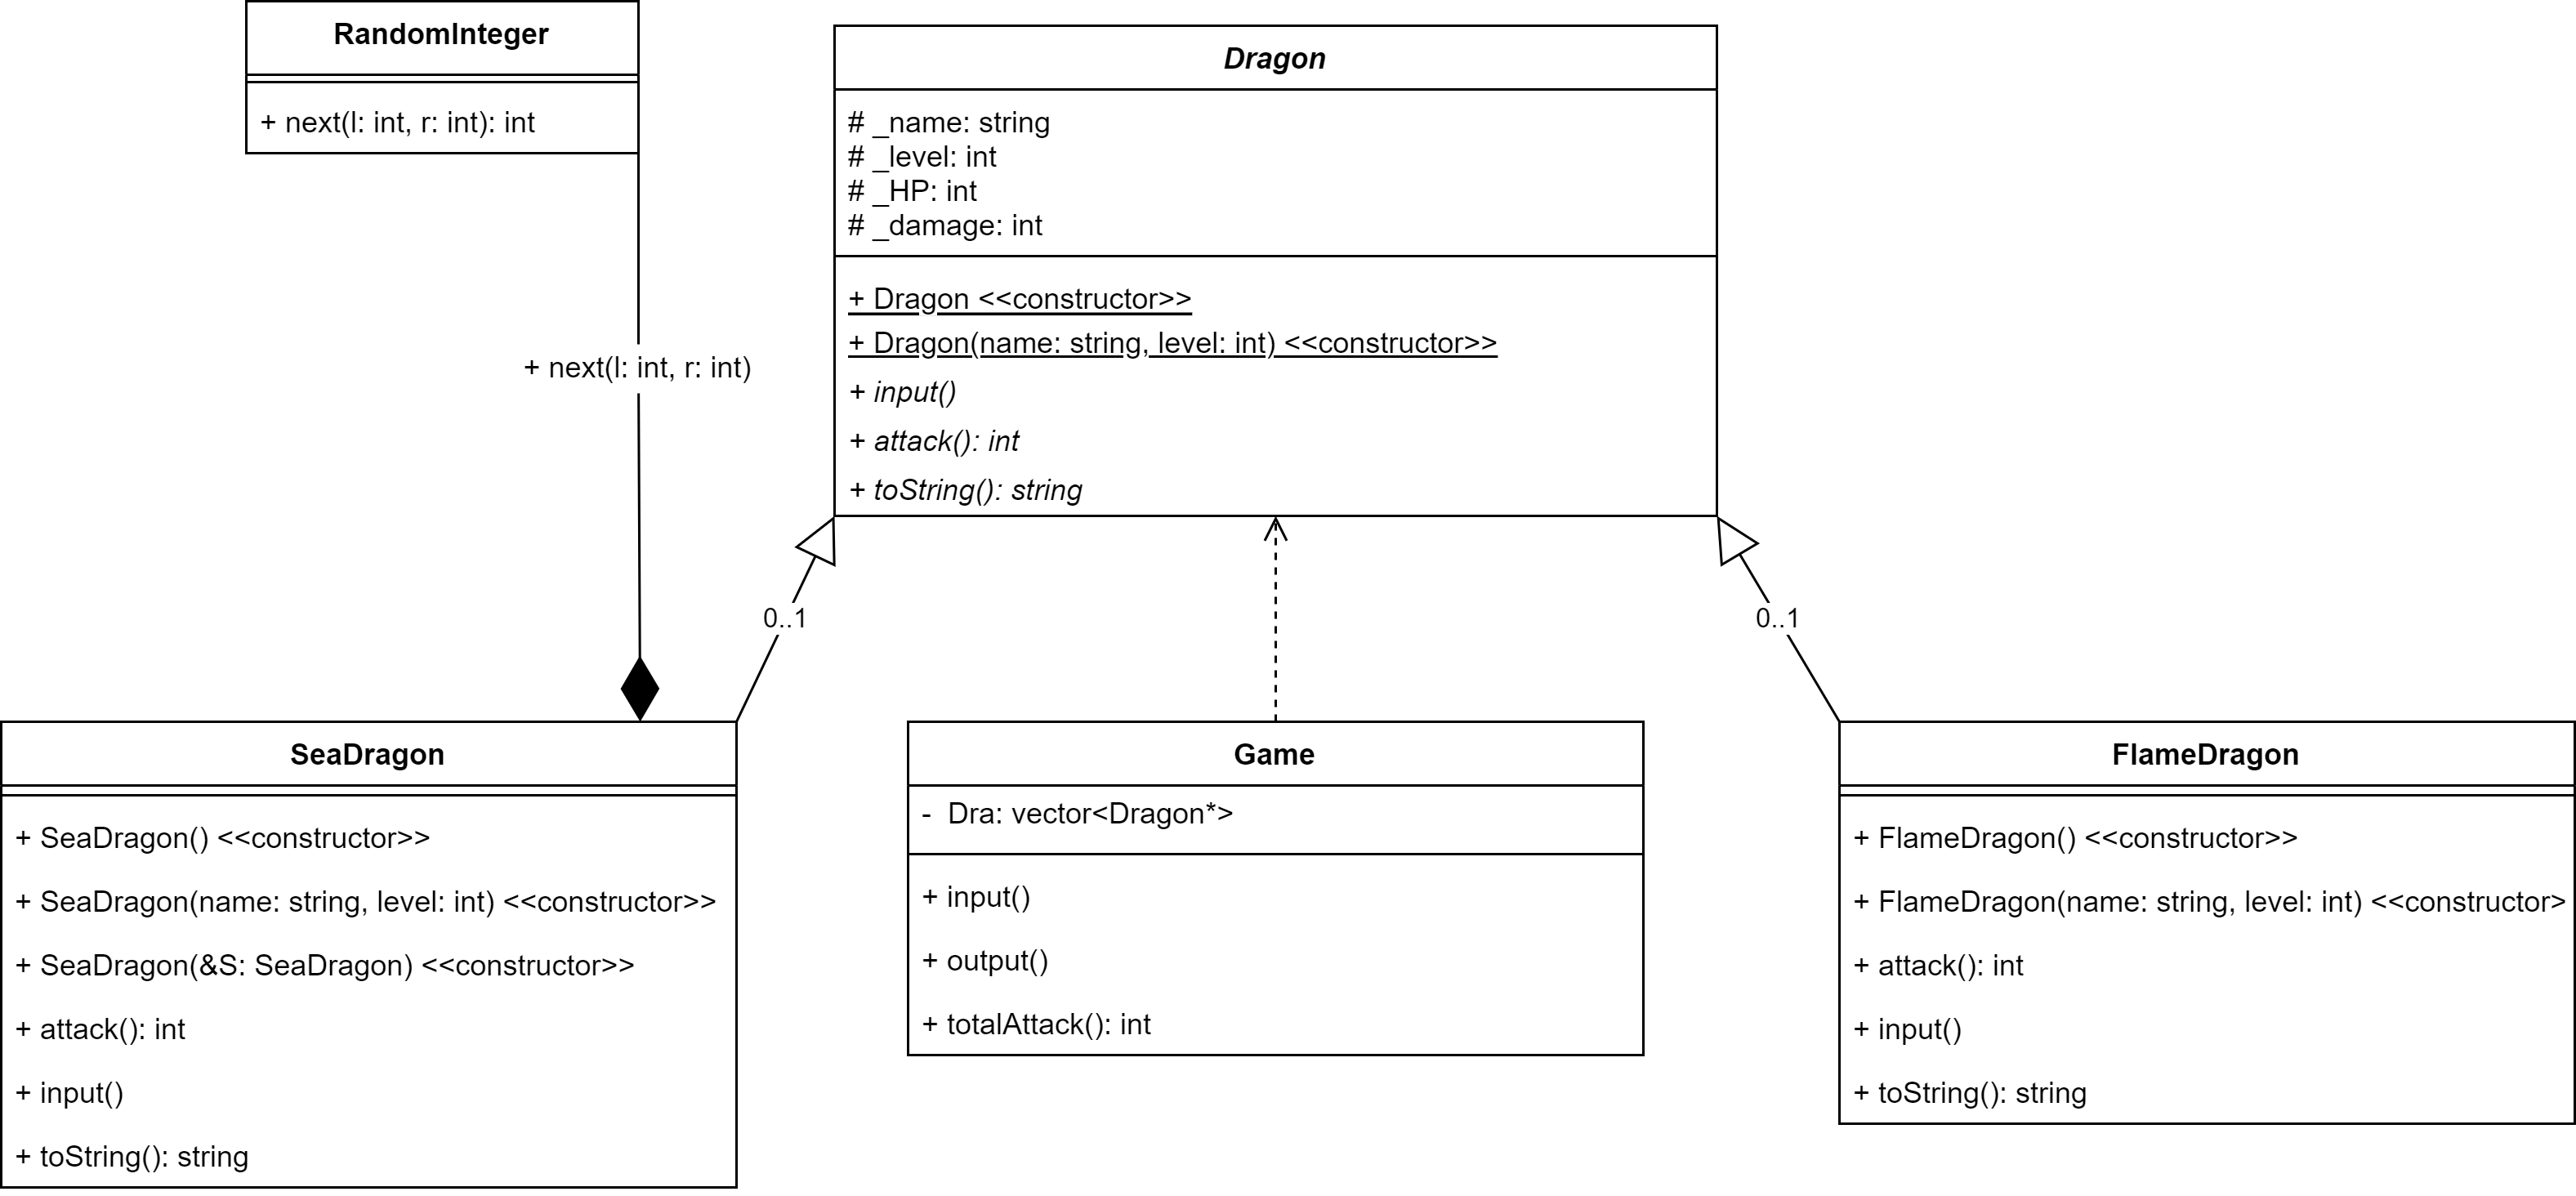 RandomInteger
+ next(l: int, r: int): int
+ next(l: int, r: int)
Dragon
# _name: string
# _level: int
# _HP: int
# _damage: int
+ Dragon <<constructor>>
+ Dragon(name: string, level: int) <<constructor>>
+ input()
+ attack(): int
+ toString(): string
0..1
0..1
SeaDragon
+ SeaDragon() <<constructor>>
+ SeaDragon(name: string, level: int) <<constructor>>
+ SeaDragon(&S: SeaDragon) <<constructor>>
+ attack(): int
+ input()
+ toString(): string
Game
- Dra: vector<Dragon*>
+ input()
+ output()
+ totalAttack(): int
FlameDragon
+ FlameDragon() <<constructor>>
+ FlameDragon(name: string, level: int) <<constructor>
+ attack(): int
+ input()
+ toString(): string